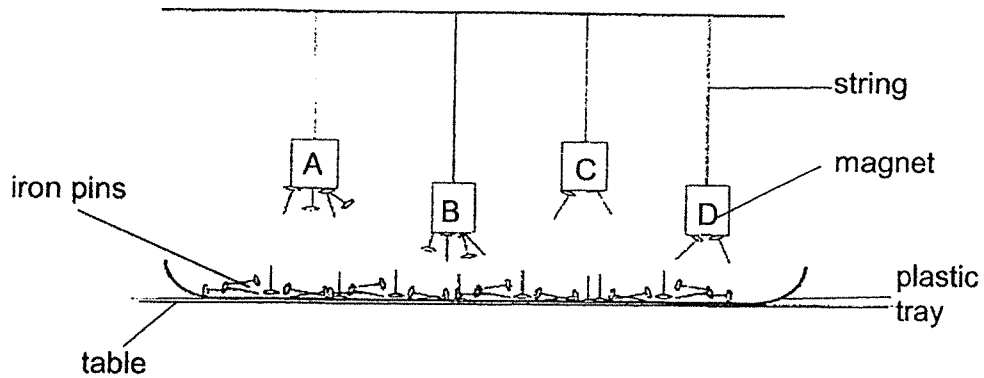 string
A
C
magnet
iron pins
B
D
plastic
tray
table